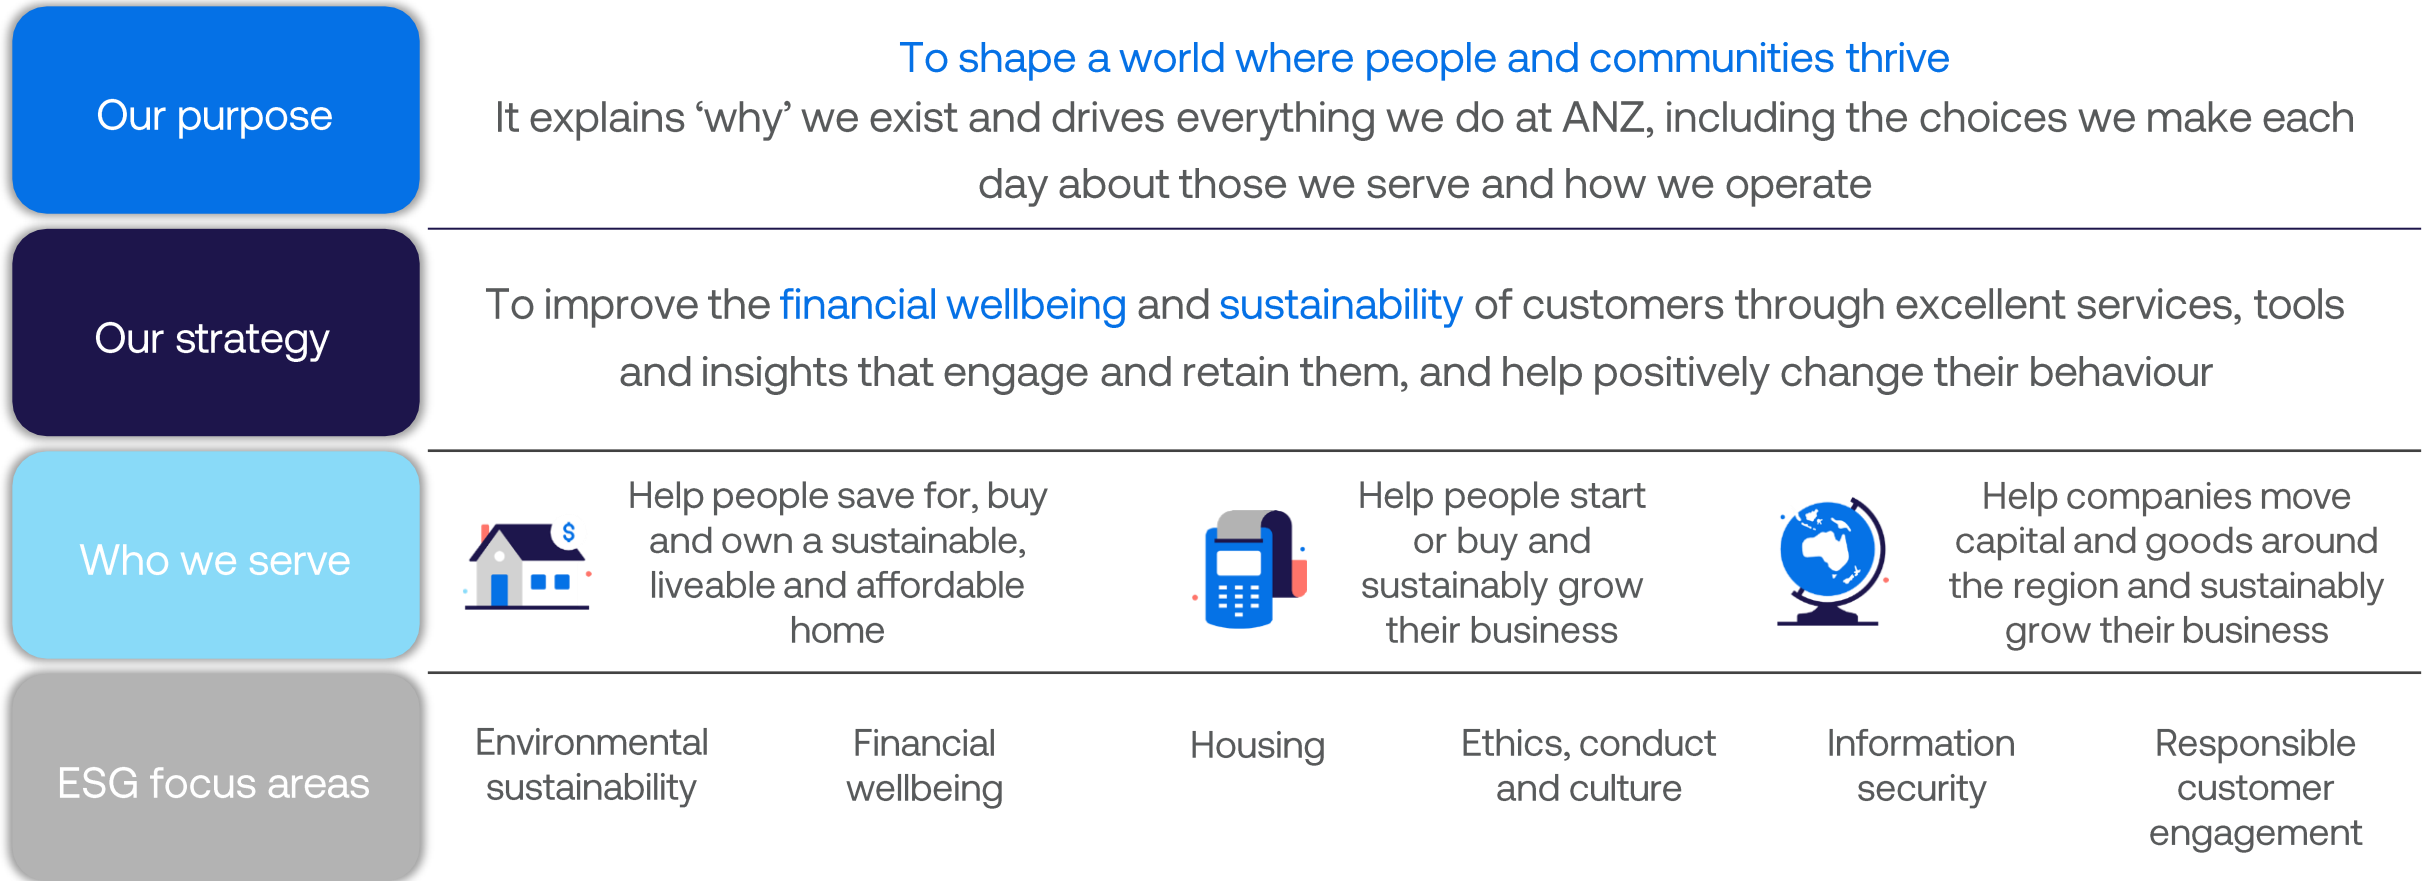 Our purpose
To shape a world where people and communities thrive
It explains ‘why’ we exist and drives everything we do at ANZ, including the choices we make each
day about those we serve and how we operate
Our strategy
To improve the financial wellbeing and sustainability of customers through excellent services, tools
and insights that engage and retain them, and help positively change their behaviour
Who we serve
$
Help people save for, buy
and own a sustainable,
liveable and affordable
home
Help people start
or buy and
sustainably grow
their business
Help companies move
capital and goods around
the region and sustainably
grow their business
ESG focus areas
Environmental
sustainability
Financial
wellbeing
Housing
Ethics, conduct
and culture
Information
security
Responsible
customer
engagement